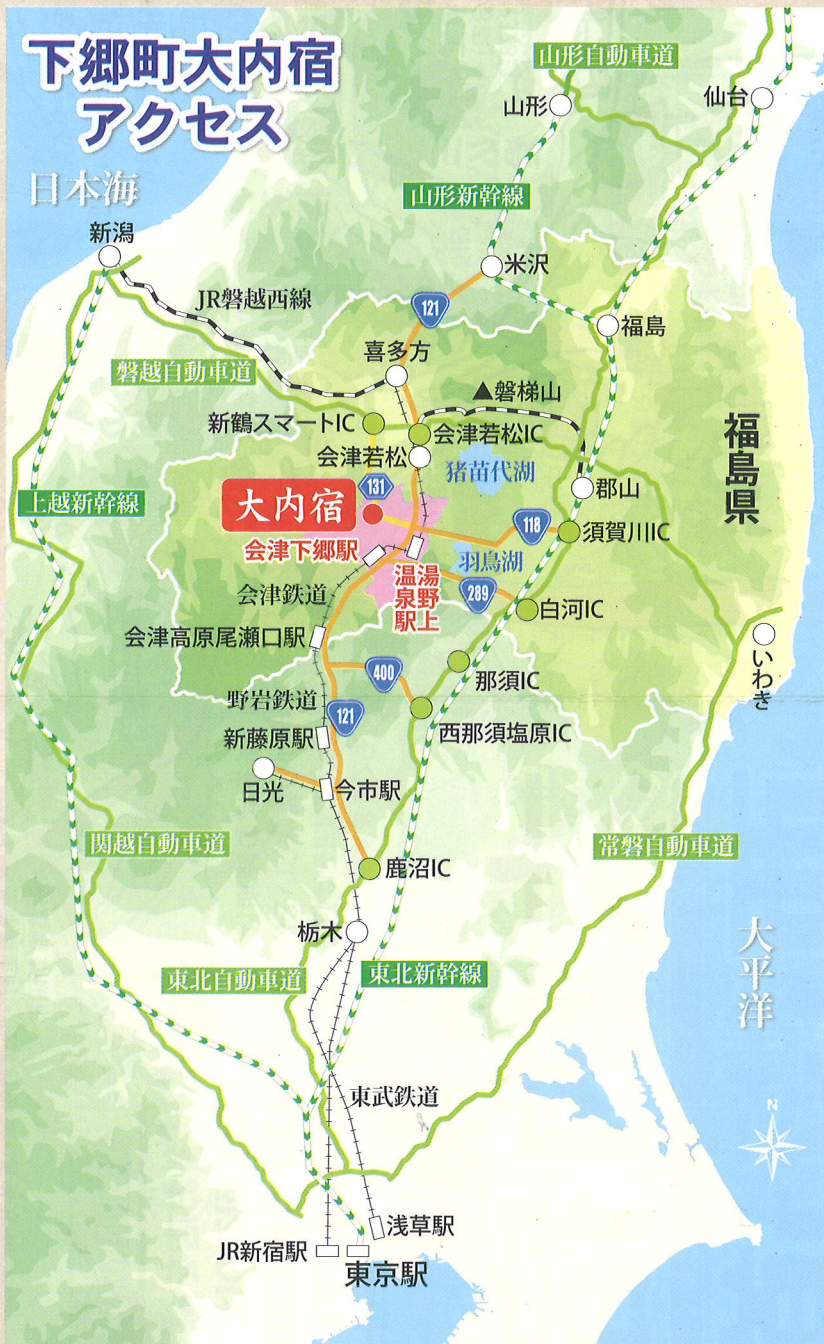 下郷町大内宿
アクセス
山形自動車道
山形
仙台
日本海
山形新幹線
新潟
米沢
JR磐越西線
121
福島
喜多方
磐越自動車道
▲磐梯山
新鶴スマートIC
会津若松IC
福島県
会津若松
猪苗代湖
131
郡山
上越新幹線
大内宿
118
須賀川IC
会津下郷駅
羽鳥湖
湯野上
温泉駅
289
会津鉄道
白河IC
会津高原尾瀬口駅
いわき
400
那須IC
野岩鉄道
121
西那須塩原IC
新藤原駅
日光
今市駅
関越自動車道
常磐自動車道
鹿沼IC
栃木
大平洋
東北自動車道
東北新幹線
東武鉄道
N
浅草駅
JR新宿駅
東京駅